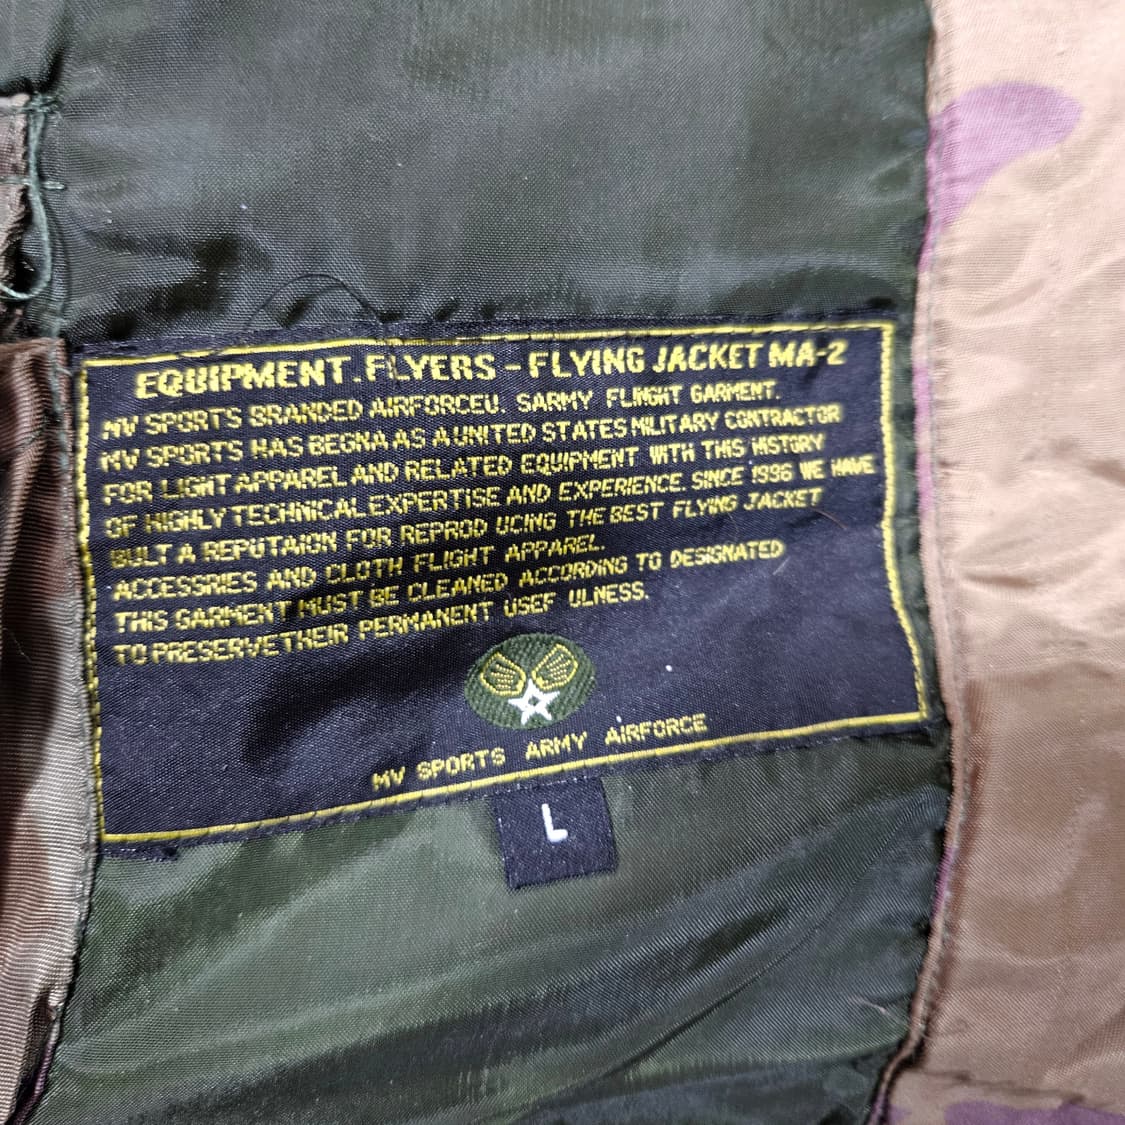 EQUIPMENT.FLYERS - FLYING JACKET MA-2
MV SPORTS BRANDED AIRFORCEU. SARMY FLINGHT GARMENT.
MV SPORTS HAS BEGNA AS A UNITED STATES MILITARY CONTRACTOR
FOR LIGHT APPAREL AND RELATED EQUIPMENT WITH THIS HISTORY
OF HIGHLY TECHNICAL EXPERTISE AND EXPERIENCE. SINCE 1996 WE HAVE
BULT A REPUTAION FOR REPROD UCING THE BEST FLYING JACKET
ACCESSRIES AND CLOTH FLIGHT APPAREL.
THIS GARMENT MUST BE CLEANED ACCORDING TO DESIGNATED
TO PRESERVETHEIR PERMANENT USEF ULNESS.
MV SPORTS ARMY AIRFORCE
L